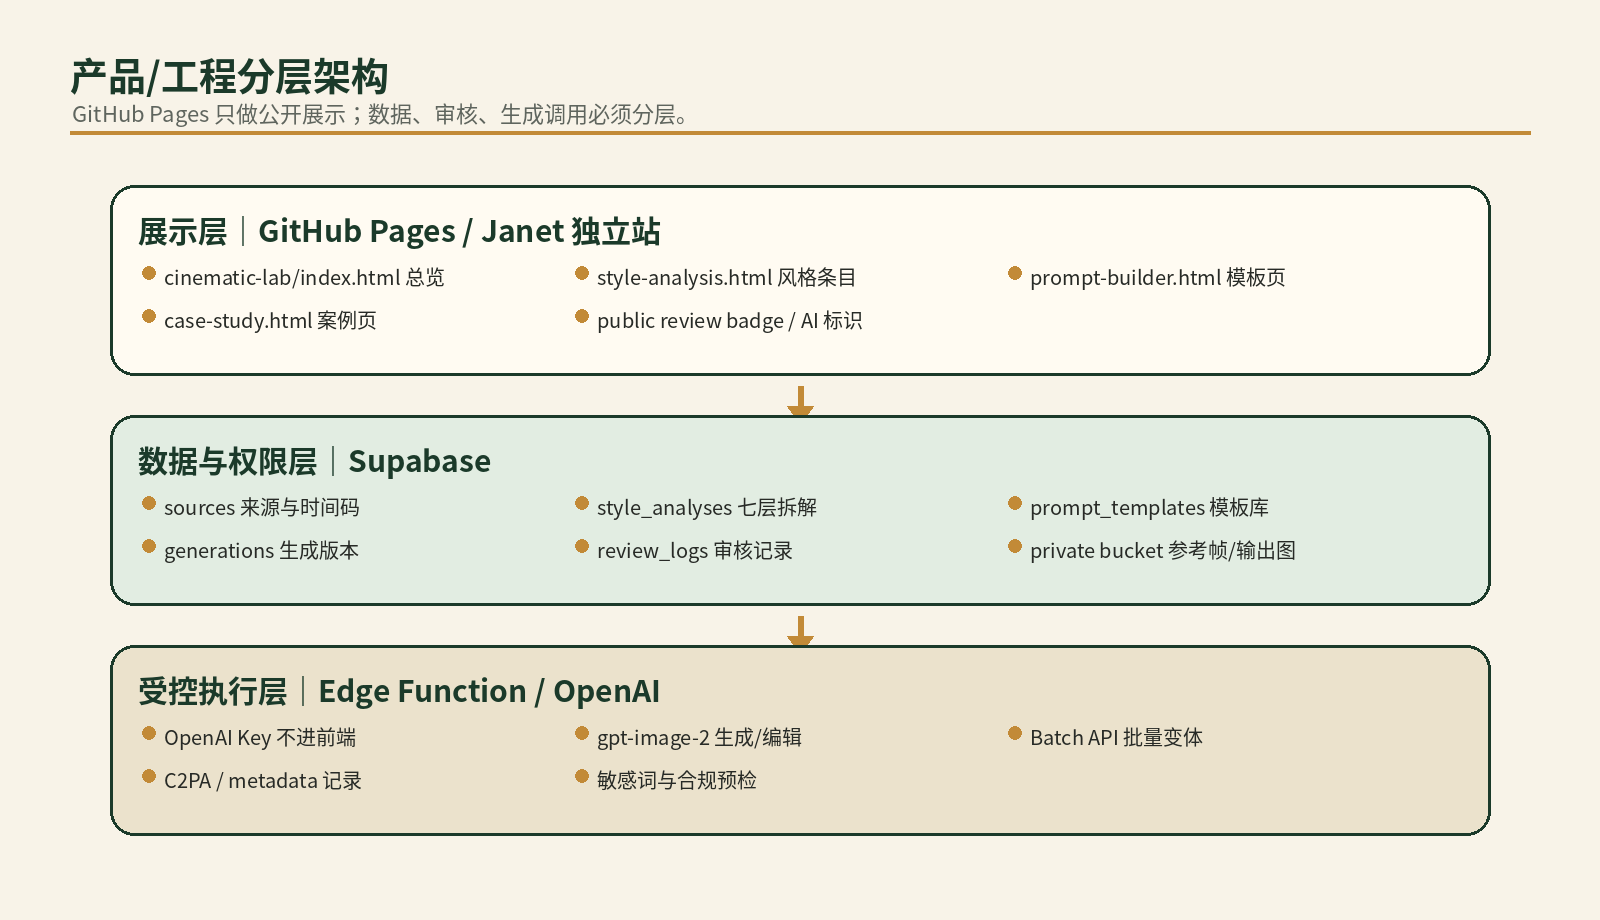 产品/工程分层架构
GitHub Pages 只做公开展示；数据、审核、生成调用必须分层。
展示层｜GitHub Pages / Janet 独立站
cinematic-lab/index.html 总览
style-analysis.html 风格条目
prompt-builder.html 模板页
case-study.html 案例页
public review badge / AI 标识
数据与权限层｜Supabase
sources 来源与时间码
style_analyses 七层拆解
prompt_templates 模板库
generations 生成版本
review_logs 审核记录
private bucket 参考帧/输出图
受控执行层｜Edge Function / OpenAI
OpenAI Key 不进前端
gpt-image-2 生成/编辑
Batch API 批量变体
C2PA / metadata 记录
敏感词与合规预检